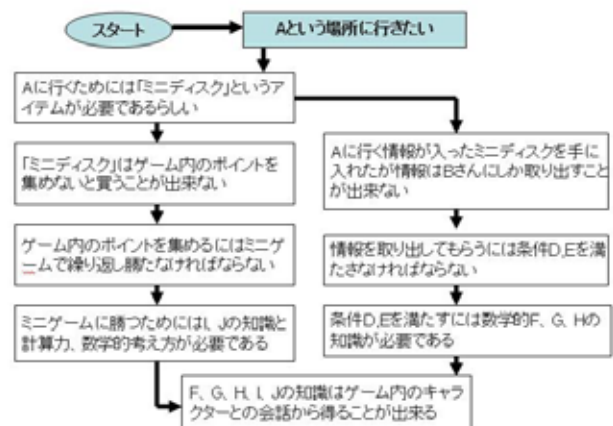 スタート
Aという場所に行きたい
Aに行くためには「ミニディスク」というア
イテムが必要であるらしい
「ミニディスク」はゲーム内のポイントを
集めないと買うことが出来ない
ゲーム内のポイントを集めるにはミニゲ
ームで繰り返し勝たなければならない
ミニゲームに勝つためにはI、Jの知識と
計算力、数学的考え方が必要である
Aに行く情報が入ったミニディスクを手に
入れたが情報はBさんにしか取り出すこと
が出来ない
情報を取り出してもらうには条件D,Eを満
たさなければならない
条件D,Eを満たすには数学的F、G、Hの
知識が必要である
F、G、H、I、Jの知識はゲーム内のキャラ
クターとの会話から得ることが出来る